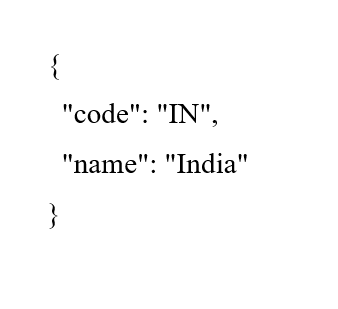 {
  "code": "IN",
  "name": "India"
}